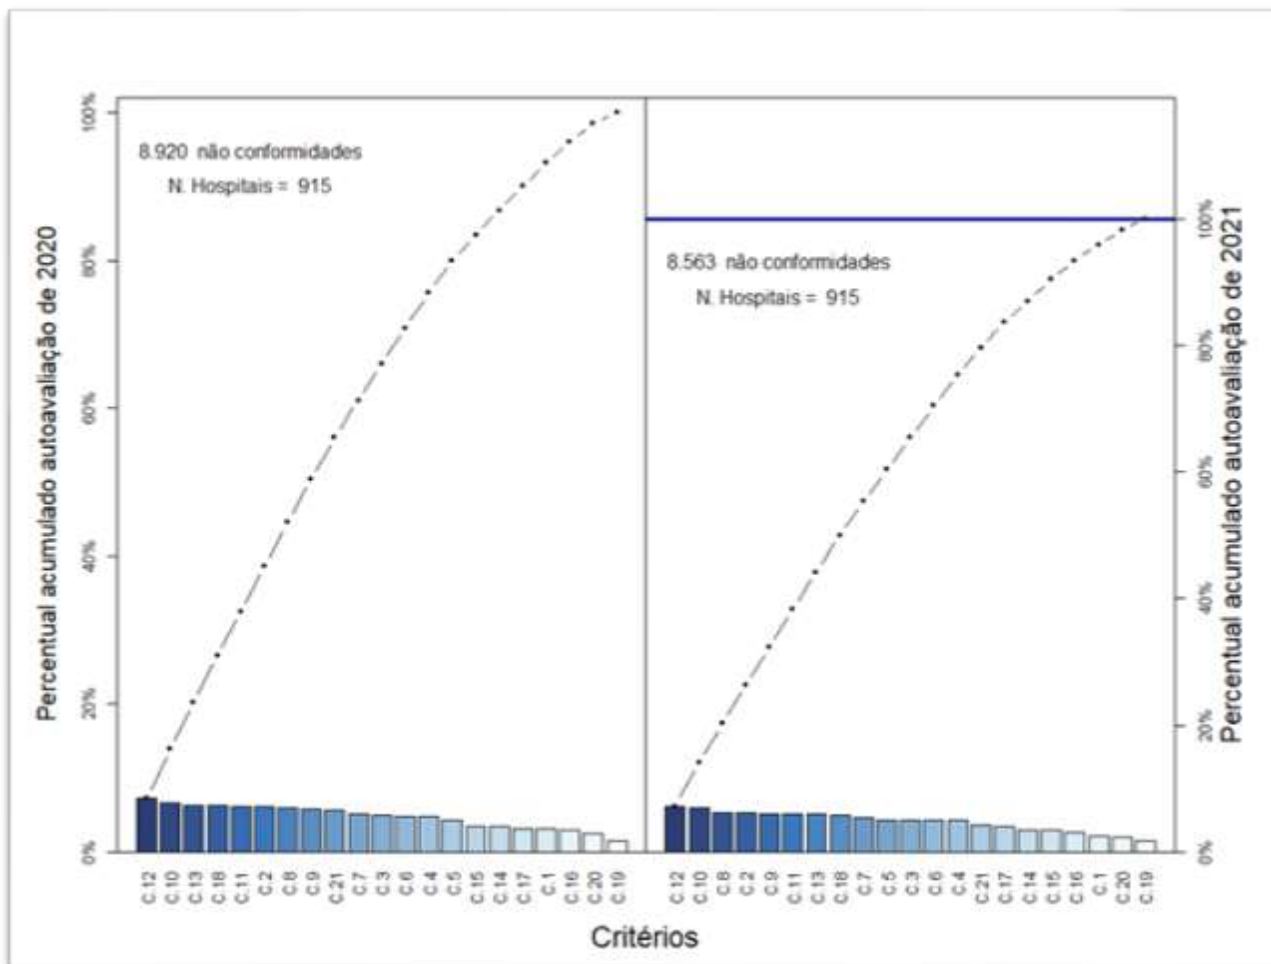 Percentual acumulado autoavaliação de 2020
100%
80%
60%
40%
20%
0%
8.920 não conformidades
N. Hospitais = 915
8.563 não conformidades
N. Hospitais = 915
100%
80%
60%
40%
20%
0%
Percentual acumulado autoavaliação de 2021
C.12 C.10 C.13 C.18 C.11 C.2 C.8 C.9 C.21 C.7 C.3 C.6 C.4 C.5 C.15 C.14 C.17 C.1 C.16 C.20 C.19
C.12 C.10 C.8 C.2 C.9 C.11 C.13 C.18 C.7 C.5 C.3 C.6 C.4 C.21 C.17 C.14 C.15 C.16 C.1 C.20 C.19
Critérios